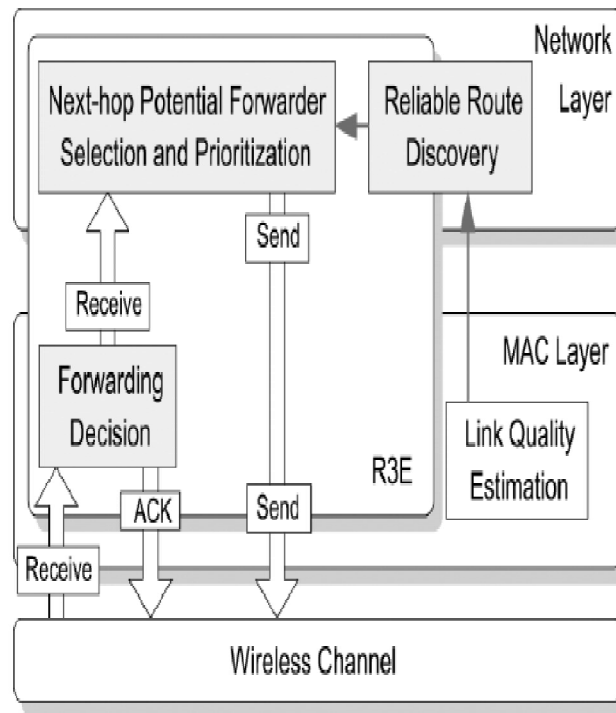 Network
Layer
Next-hop Potential Forwarder
Selection and Prioritization
Reliable Route
Discovery
Send
Receive
MAC Layer
Forwarding
Decision
Link Quality
Estimation
R3E
ACK
Send
Receive
Wireless Channel